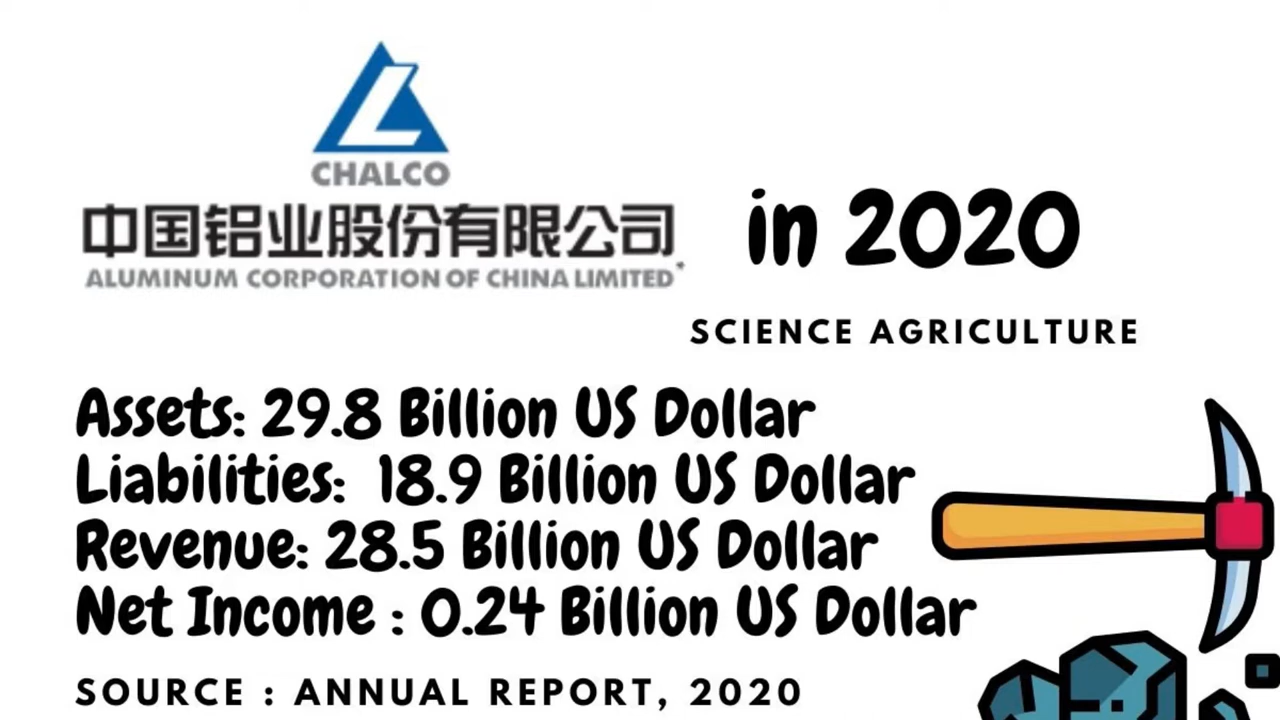 CHALCO
中国铝业股份有限公司
ALUMINUM CORPORATION OF CHINA LIMITED*
in 2020
SCIENCE AGRICULTURE
Assets: 29.8 Billion US Dollar
Liabilities: 18.9 Billion US Dollar
Revenue: 28.5 Billion US Dollar
Net Income : 0.24 Billion US Dollar
SOURCE : ANNUAL REPORT, 2020